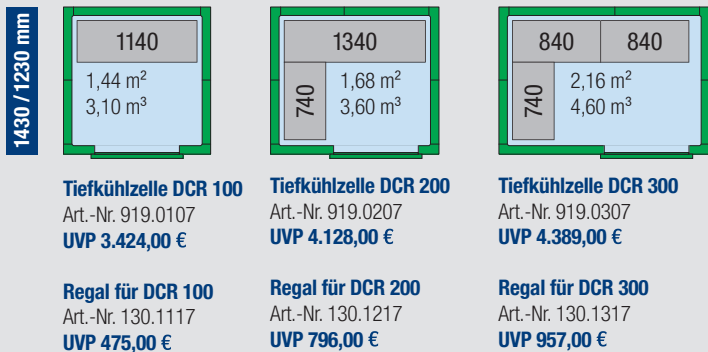 1430 / 1230 mm
1140
1,44 m²
3,10 m³
Tiefkühlzelle DCR 100
Art.-Nr. 919.0107
UVP 3.424,00 €
Regal für DCR 100
Art.-Nr. 130.1117
UVP 475,00 €
1340
740
1,68 m²
3,60 m³
Tiefkühlzelle DCR 200
Art.-Nr. 919.0207
UVP 4.128,00 €
Regal für DCR 200
Art.-Nr. 130.1217
UVP 796,00 €
840
840
740
2,16 m²
4,60 m³
Tiefkühlzelle DCR 300
Art.-Nr. 919.0307
UVP 4.389,00 €
Regal für DCR 300
Art.-Nr. 130.1317
UVP 957,00 €